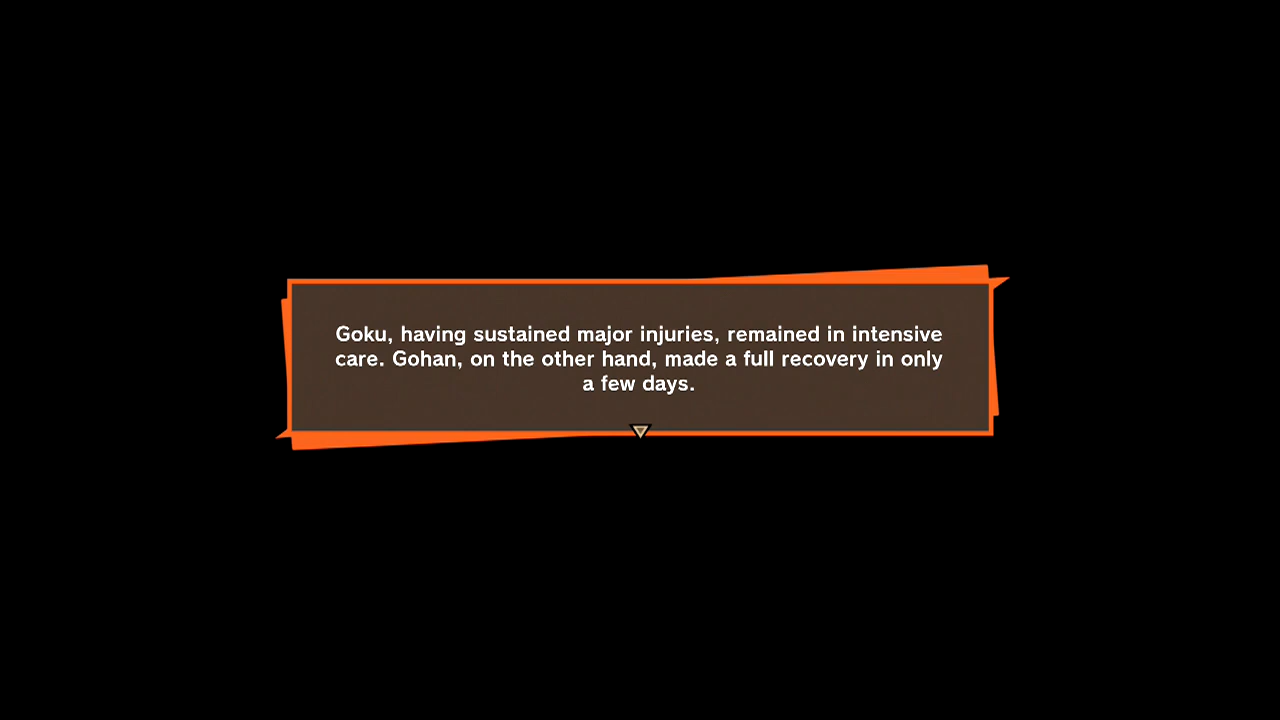 Goku, having sustained major injuries, remained in intensive
care. Gohan, on the other hand, made a full recovery in only
a few days.